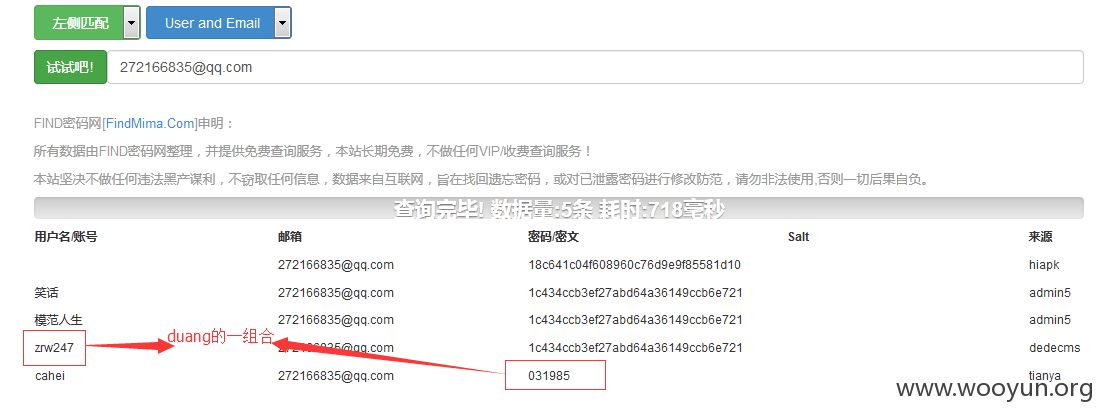 左侧匹配 User and Email
试试吧! 272166835@qq.com
FIND密码网[FindMima.Com]申明：
所有数据由FIND密码网整理，并提供免费查询服务，本站长期免费，不做任何VIP/收费查询服务！
本站坚决不做任何违法黑产谋利，不窃取任何信息，数据来自互联网，旨在找回遗忘密码，或对已泄露密码进行修改防范，请勿非法使用,否则一切后果自负。
查询完毕! 数据量:5条 耗时:718毫秒
用户名/账号 邮箱 密码/密文 Salt 来源
272166835@qq.com 18c641c04f608960c76d9e9f85581d10 hiapk
笑话 272166835@qq.com 1c434ccb3ef27abd64a36149ccb6e721 admin5
模范人生 272166835@qq.com 1c434ccb3ef27abd64a36149ccb6e721 admin5
duang的一组合
zrw247 272166835@qq.com 1c434ccb3ef27abd64a36149ccb6e721 dedecms
cahei 272166835@qq.com 031985 tianya
www.wooyun.org